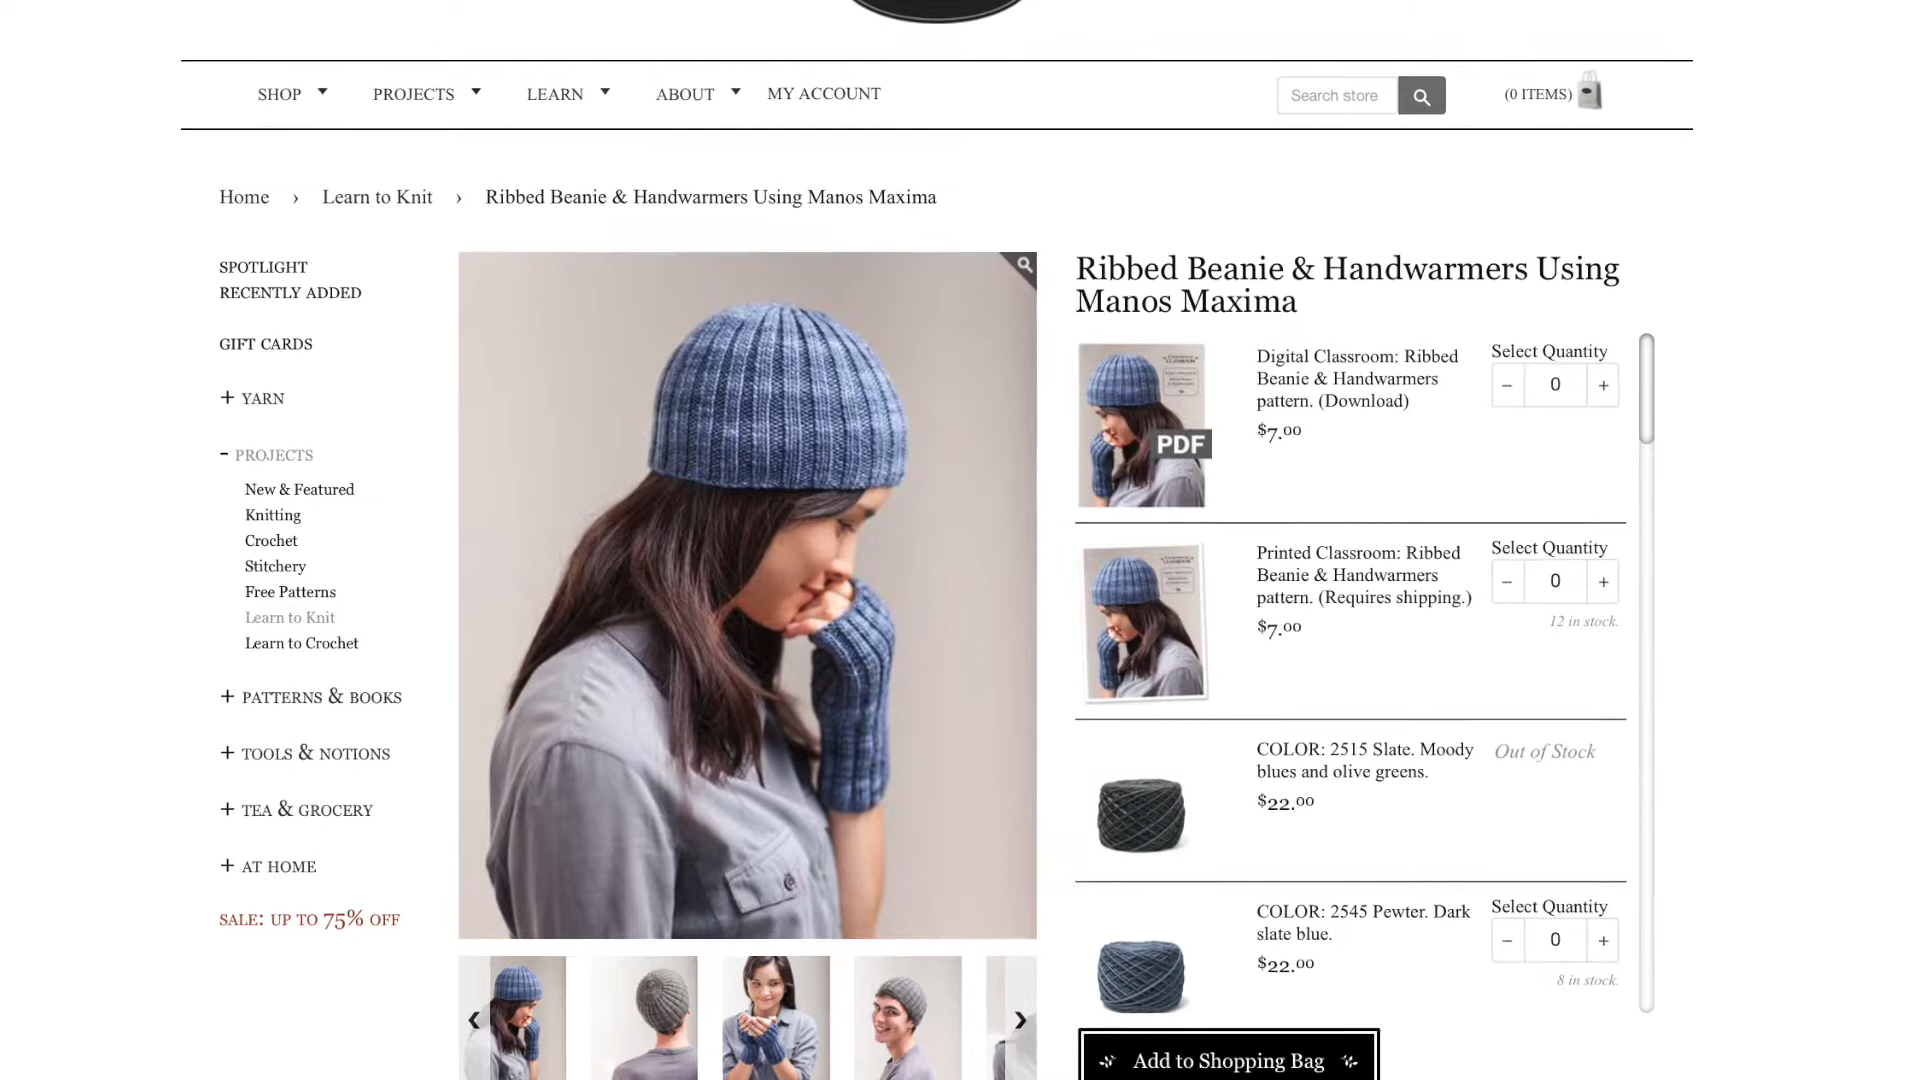 SHOP PROJECTS LEARN ABOUT MY ACCOUNT Search store (0 ITEMS)
Home › Learn to Knit › Ribbed Beanie & Handwarmers Using Manos Maxima
SPOTLIGHT
RECENTLY ADDED
GIFT CARDS
+ YARN
- PROJECTS
New & Featured
Knitting
Crochet
Stitchery
Free Patterns
Learn to Knit
Learn to Crochet
+ PATTERNS & BOOKS
+ TOOLS & NOTIONS
+ TEA & GROCERY
+ AT HOME
SALE: UP TO 75% OFF
Ribbed Beanie & Handwarmers Using
Manos Maxima
PDF
Digital Classroom: Ribbed
Beanie & Handwarmers
pattern. (Download)
$7.00
Select Quantity
− 0 +
Printed Classroom: Ribbed
Beanie & Handwarmers
pattern. (Requires shipping.)
$7.00
Select Quantity
− 0 +
12 in stock.
COLOR: 2515 Slate. Moody
blues and olive greens.
$22.00
Out of Stock
COLOR: 2545 Pewter. Dark
slate blue.
$22.00
Select Quantity
− 0 +
8 in stock.
Add to Shopping Bag